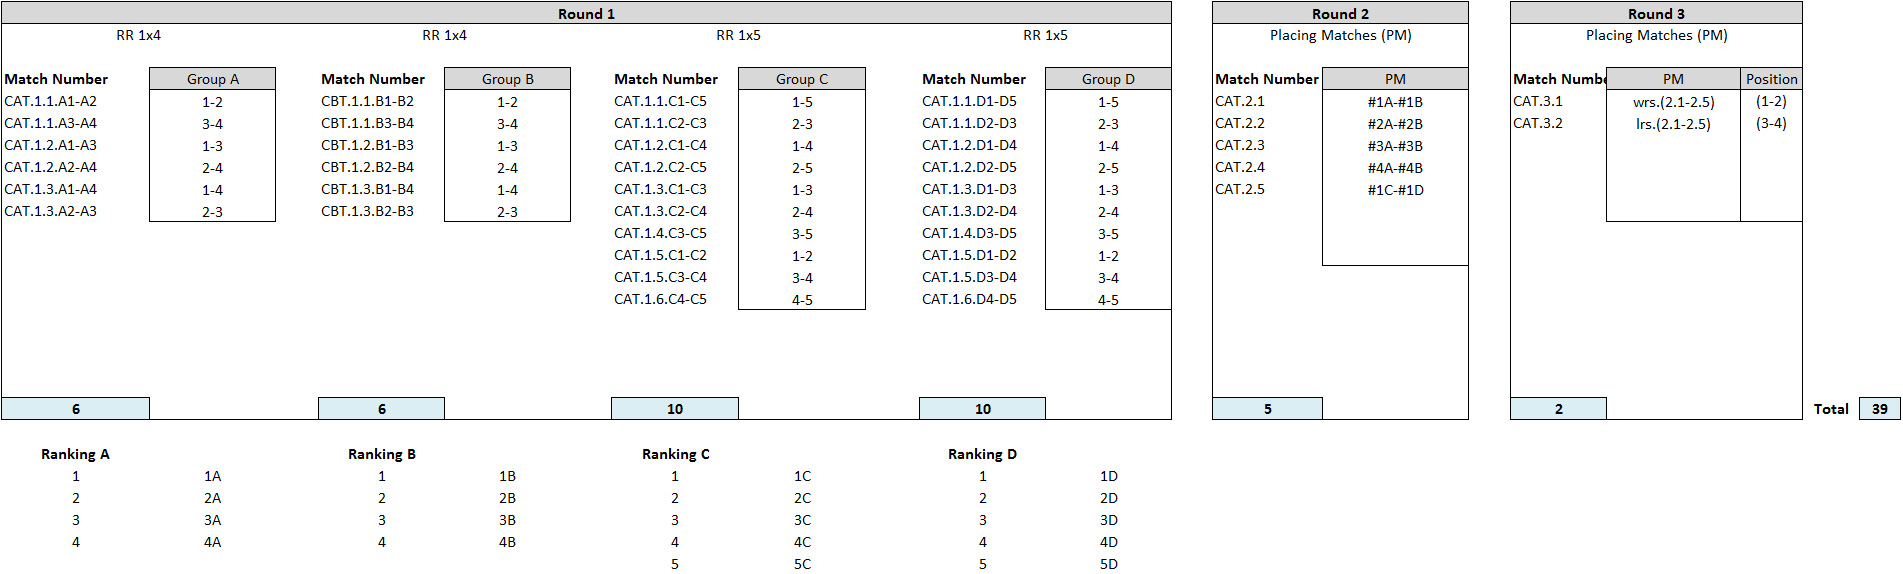 Round 1 Round 2 Round 3
RR 1x4 RR 1x4 RR 1x5 RR 1x5 Placing Matches (PM) Placing Matches (PM)
Match Number Group A Match Number Group B Match Number Group C Match Number Group D Match Number PM Match Numbe PM Position
CAT.1.1.A1-A2 1-2 CBT.1.1.B1-B2 1-2 CAT.1.1.C1-C5 1-5 CAT.1.1.D1-D5 1-5 CAT.2.1 #1A-#1B CAT.3.1 wrs.(2.1-2.5) (1-2)
CAT.1.1.A3-A4 3-4 CBT.1.1.B3-B4 3-4 CAT.1.1.C2-C3 2-3 CAT.1.1.D2-D3 2-3 CAT.2.2 #2A-#2B CAT.3.2 lrs.(2.1-2.5) (3-4)
CAT.1.2.A1-A3 1-3 CBT.1.2.B1-B3 1-3 CAT.1.2.C1-C4 1-4 CAT.1.2.D1-D4 1-4 CAT.2.3 #3A-#3B
CAT.1.2.A2-A4 2-4 CBT.1.2.B2-B4 2-4 CAT.1.2.C2-C5 2-5 CAT.1.2.D2-D5 2-5 CAT.2.4 #4A-#4B
CAT.1.3.A1-A4 1-4 CBT.1.3.B1-B4 1-4 CAT.1.3.C1-C3 1-3 CAT.1.3.D1-D3 1-3 CAT.2.5 #1C-#1D
CAT.1.3.A2-A3 2-3 CBT.1.3.B2-B3 2-3 CAT.1.3.C2-C4 2-4 CAT.1.3.D2-D4 2-4
CAT.1.4.C3-C5 3-5 CAT.1.4.D3-D5 3-5
CAT.1.5.C1-C2 1-2 CAT.1.5.D1-D2 1-2
CAT.1.5.C3-C4 3-4 CAT.1.5.D3-D4 3-4
CAT.1.6.C4-C5 4-5 CAT.1.6.D4-D5 4-5
6 6 10 10 5 2 Total 39
Ranking A Ranking B Ranking C Ranking D
1 1A 1 1B 1 1C 1 1D
2 2A 2 2B 2 2C 2 2D
3 3A 3 3B 3 3C 3 3D
4 4A 4 4B 4 4C 4 4D
5 5C 5 5D